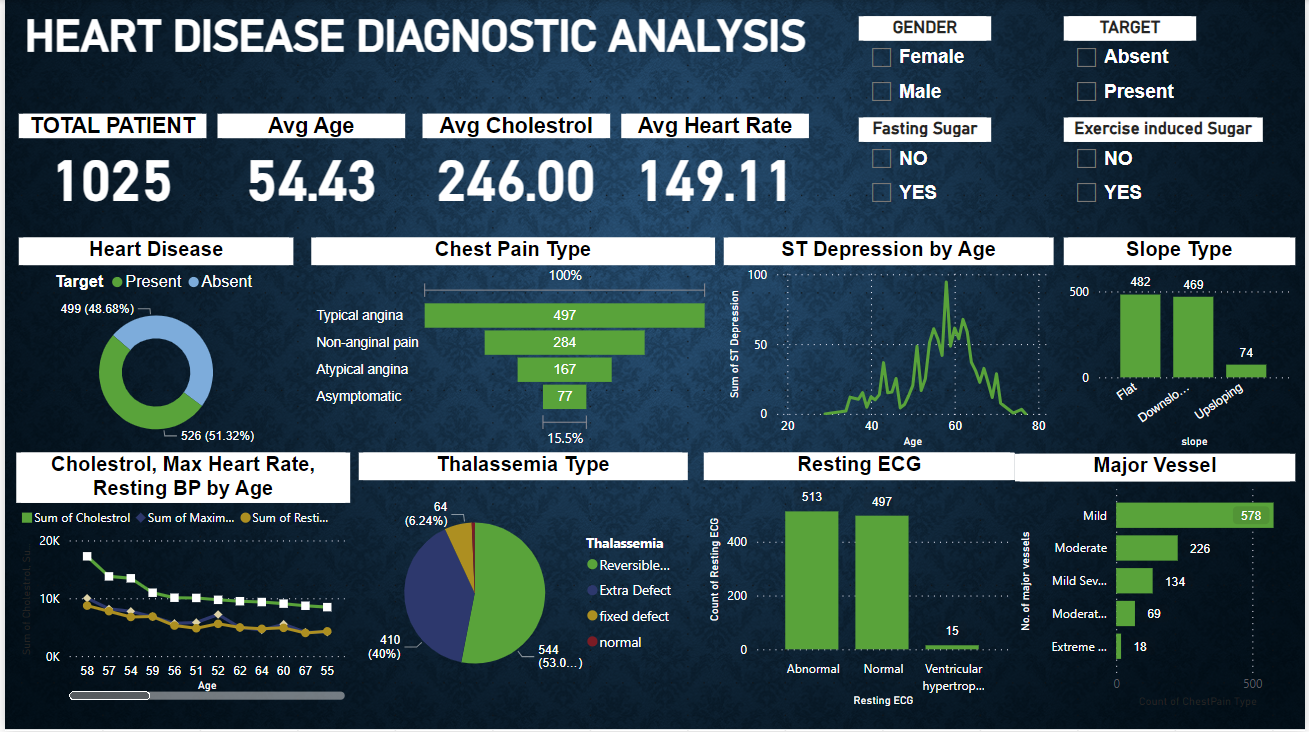 HEART DISEASE DIAGNOSTIC ANALYSIS
GENDER
Female
Male
TARGET
Absent
Present
TOTAL PATIENT
1025
Avg Age
54.43
Avg Cholestrol
246.00
Avg Heart Rate
149.11
Fasting Sugar
NO
YES
Exercise induced Sugar
NO
YES
Heart Disease
Target Present Absent
499 (48.68%)
526 (51.32%)
Chest Pain Type
100%
Typical angina 497
Non-anginal pain 284
Atypical angina 167
Asymptomatic 77
15.5%
ST Depression by Age
Sum of ST Depression
100
50
0
20 40 60 80
Age
Slope Type
500
0
482
469
74
Flat
Downslo...
Upsloping
slope
Cholestrol, Max Heart Rate,
Resting BP by Age
Sum of Cholestrol Sum of Maxim... Sum of Resti...
Sum of Cholestrol, Su...
20K
10K
0K
58 57 54 59 56 51 52 62 64 60 67 55
Age
Thalassemia Type
64
(6.24%)
410
(40%)
544
(53.0...)
Thalassemia
Reversible...
Extra Defect
fixed defect
normal
Resting ECG
Count of Resting ECG
400
200
0
513
497
15
Abnormal
Normal
Ventricular
hypertrop...
Resting ECG
Major Vessel
No. of major vessels
Mild 578
Moderate 226
Mild Sev... 134
Moderat... 69
Extreme ... 18
0 500
Count of ChestPain Type